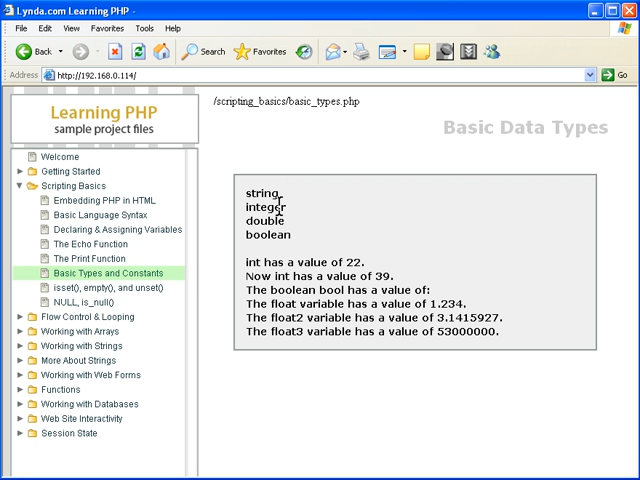 Lynda.com Learning PHP -
File Edit View Favorites Tools Help
Back Search Favorites
Address http://192.168.0.114/ Go
Learning PHP
sample project files
Welcome
Getting Started
Scripting Basics
Embedding PHP in HTML
Basic Language Syntax
Declaring & Assigning Variables
The Echo Function
The Print Function
Basic Types and Constants
isset(), empty(), and unset()
NULL, is_null()
Flow Control & Looping
Working with Arrays
Working with Strings
More About Strings
Working with Web Forms
Functions
Working with Databases
Web Site Interactivity
Session State
/scripting_basics/basic_types.php
Basic Data Types
string
integer
double
boolean
int has a value of 22.
Now int has a value of 39.
The boolean bool has a value of:
The float variable has a value of 1.234.
The float2 variable has a value of 3.1415927.
The float3 variable has a value of 53000000.